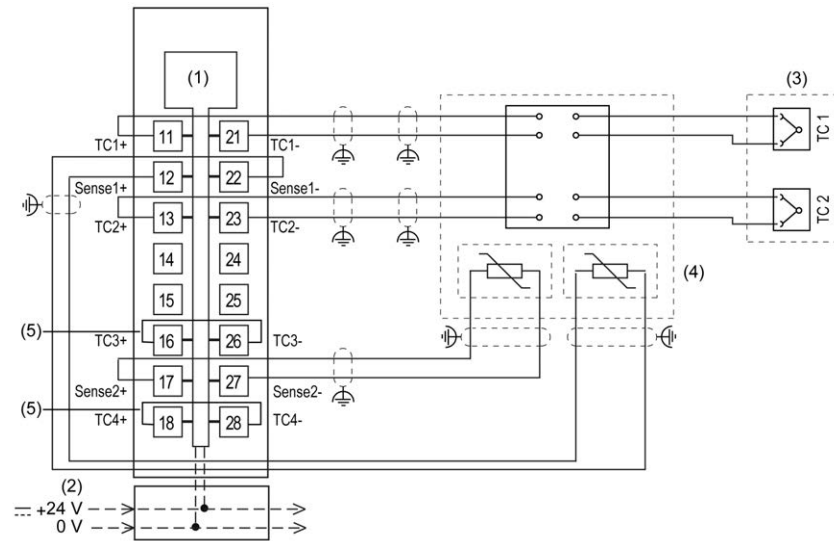 (1)
(3)
11
21
TC1+
TC1-
TC 1
12
22
Sense1+
Sense1-
13
23
TC2+
TC2-
TC 2
14
24
(4)
15
25
(5)
16
26
TC3+
TC3-
17
27
Sense2+
Sense2-
(5)
18
28
TC4+
TC4-
(2)
+24 V
0 V